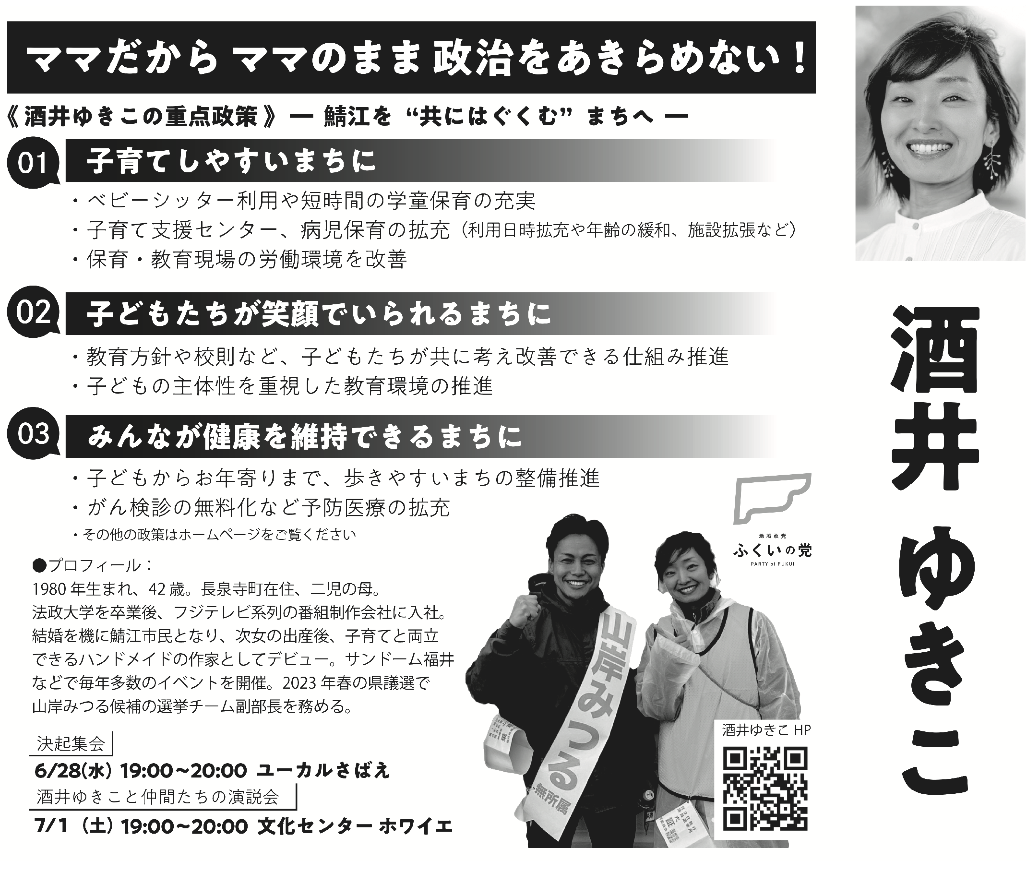 ママだから ママのまま 政治をあきらめない！
《 酒井ゆきこの重点政策 》 ー 鯖江を “共にはぐくむ” まちへ ー
01 子育てしやすいまちに
・ベビーシッター利用や短時間の学童保育の充実
・子育て支援センター、病児保育の拡充（利用日時拡充や年齢の緩和、施設拡張など）
・保育・教育現場の労働環境を改善
02 子どもたちが笑顔でいられるまちに
・教育方針や校則など、子どもたちが共に考え改善できる仕組み推進
・子どもの主体性を重視した教育環境の推進
03 みんなが健康を維持できるまちに
・子どもからお年寄りまで、歩きやすいまちの整備推進
・がん検診の無料化など予防医療の拡充
・その他の政策はホームページをご覧ください
●プロフィール：
1980 年生まれ、42 歳。長泉寺町在住、二児の母。
法政大学を卒業後、フジテレビ系列の番組制作会社に入社。
結婚を機に鯖江市民となり、次女の出産後、子育てと両立
できるハンドメイドの作家としてデビュー。サンドーム福井
などで毎年多数のイベントを開催。2023 年春の県議選で
山岸みつる候補の選挙チーム副部長を務める。
決起集会
6/28(水) 19:00～20:00 ユーカルさばえ
酒井ゆきこと仲間たちの演説会
7/1 （土）19:00～20:00 文化センター ホワイエ
ふくいの党
PARTY of FUKUI
山岸みつる
無所属
酒井ゆきこ HP
酒井 ゆきこ